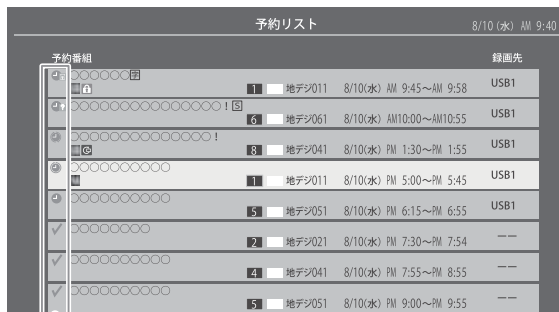 予約リスト 8/10 (水) AM 9:40
予約番組 録画先
○○○○○○字
1 地デジ011 8/10(水) AM 9:45～AM 9:58 USB1
○○○○○○○○○○○○○○○！S
6 地デジ061 8/10(水) AM10:00～AM10:55 USB1
○○○○○○○○○○○○○○！
8 地デジ041 8/10(水) PM 1:30～PM 1:55 USB1
○○○○○○○○○○
1 地デジ011 8/10(水) PM 5:00～PM 5:45 USB1
○○○○○○○○○○
5 地デジ051 8/10(水) PM 6:15～PM 6:55 USB1
○○○○○○○○
2 地デジ021 8/10(水) PM 7:30～PM 7:54 ーー
○○○○○○○○○○
4 地デジ041 8/10(水) PM 7:55～PM 8:55 ーー
○○○○○○○○○○
5 地デジ051 8/10(水) PM 9:00～PM 9:55 ーー